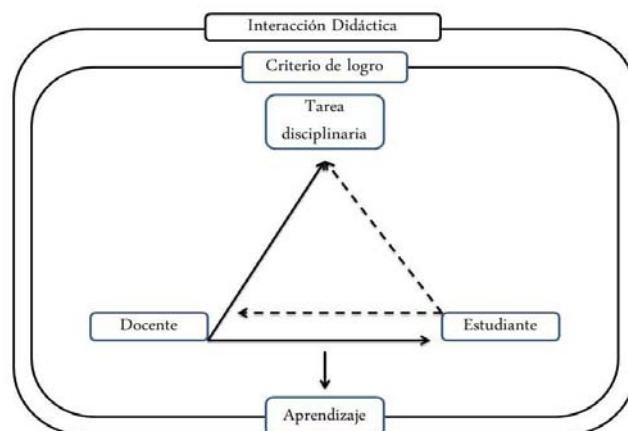 Interacción Didáctica
Criterio de logro
Tarea
disciplinaria
Docente
Estudiante
Aprendizaje